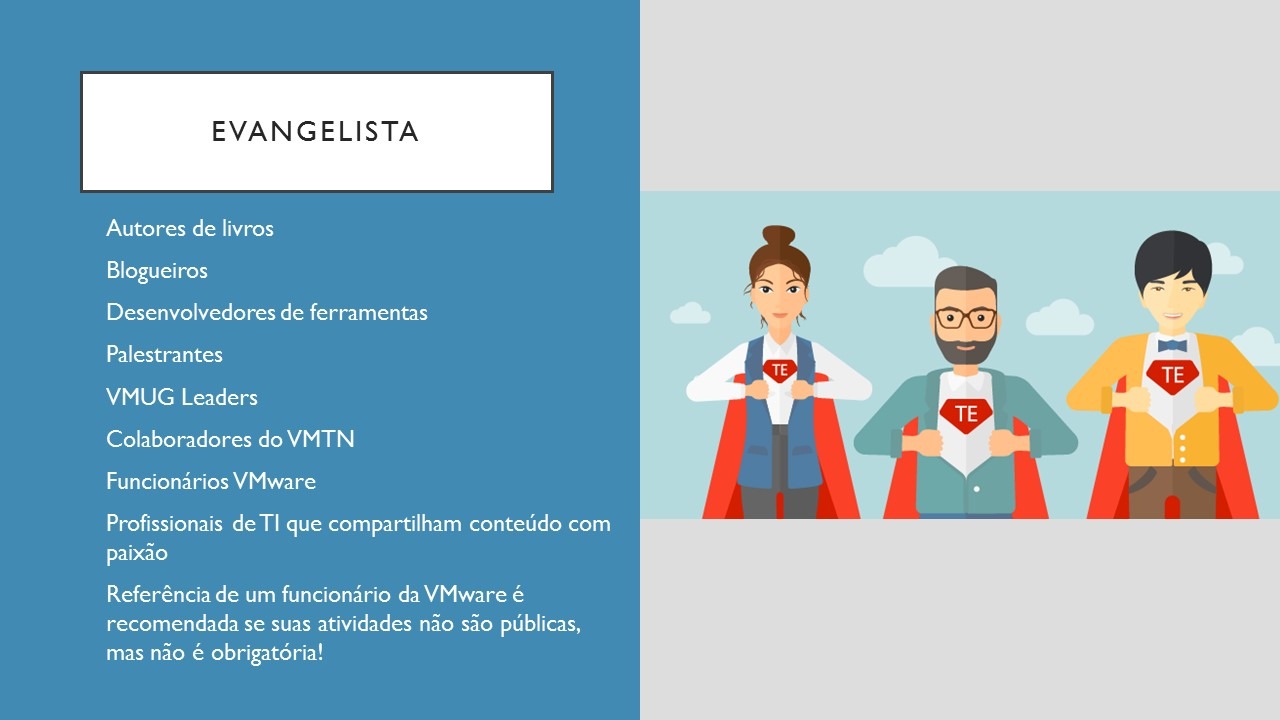 EVANGELISTA
Autores de livros
Blogueiros
Desenvolvedores de ferramentas
Palestrantes
VMUG Leaders
Colaboradores do VMTN
Funcionários VMware
Profissionais de TI que compartilham conteúdo com
paixão
Referência de um funcionário da VMware é
recomendada se suas atividades não são públicas,
mas não é obrigatória!
TE
TE
TE